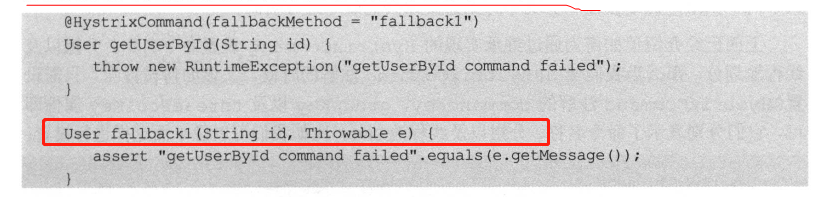 @HystrixCommand(fallbackMethod = "fallback1")
User getUserById(String id) {
throw new RuntimeException("getUserById command failed");
}
User fallback1(String id, Throwable e) {
assert "getUserById command failed".equals(e.getMessage());
}